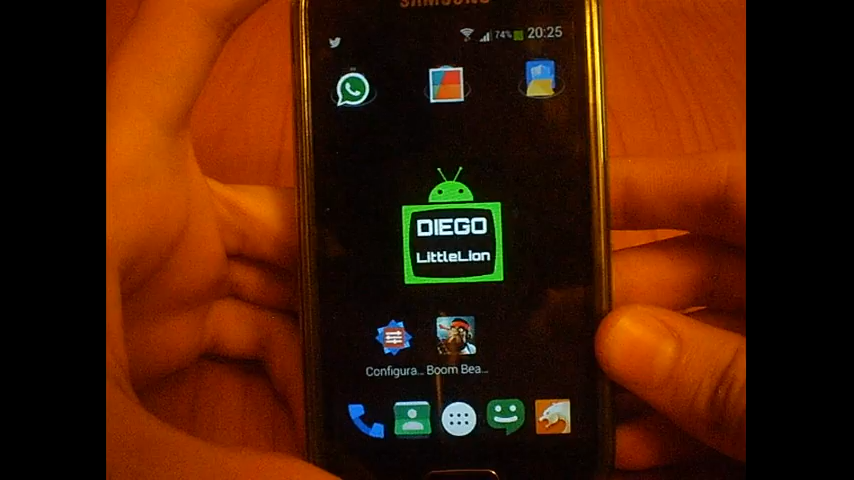 SAMSUNG
74% 20:25
DIEGO
LittleLion
Configura... Boom Bea...